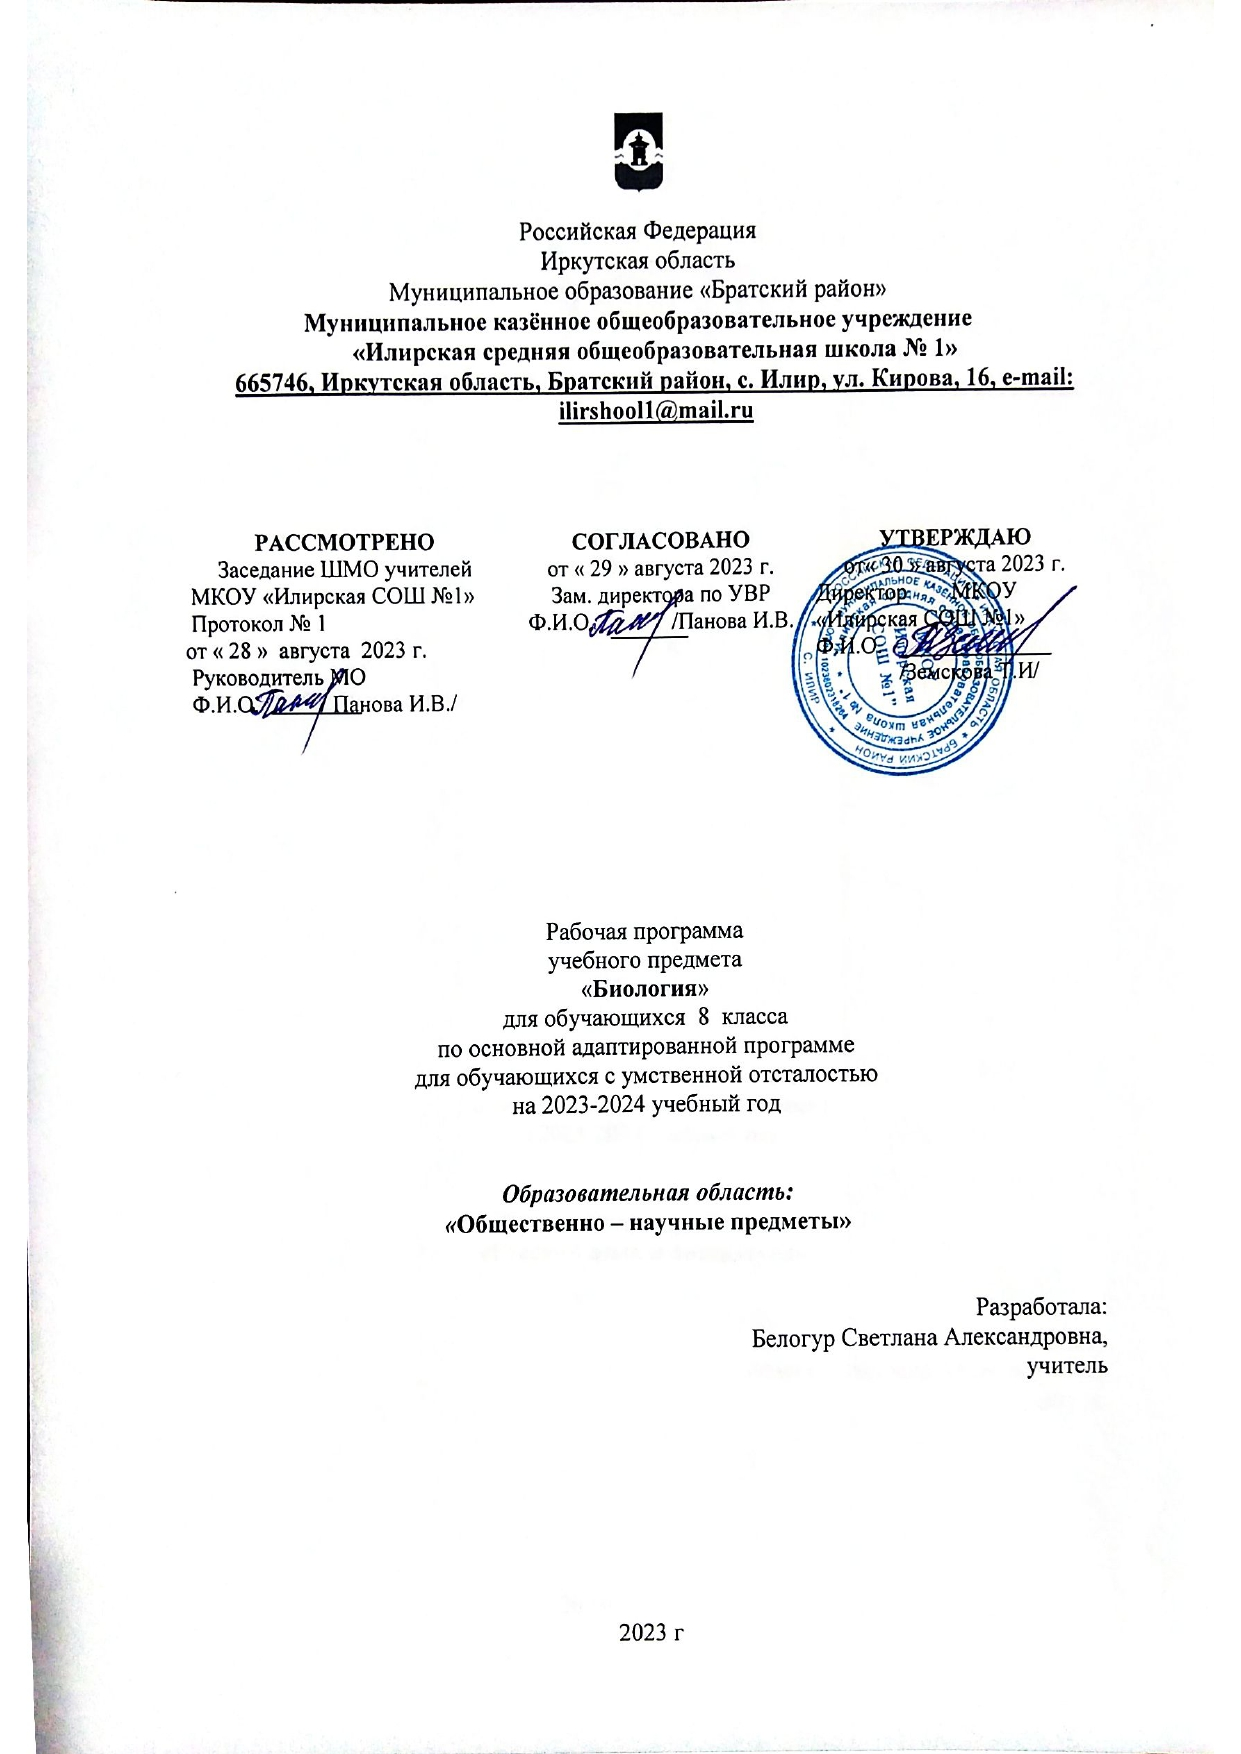 Российская Федерация
Иркутская область
Муниципальное образование «Братский район»
Муниципальное казённое общеобразовательное учреждение
«Илирская средняя общеобразовательная школа № 1»
665746, Иркутская область, Братский район, с. Илир, ул. Кирова, 16, e-mail:
ilirshool1@mail.ru
РАССМОТРЕНО
Заседание ШМО учителей
МКОУ «Илирская СОШ №1»
Протокол № 1
от « 28 » августа 2023 г.
Руководитель МО
Ф.И.О. Панова И.В./
СОГЛАСОВАНО
от « 29 » августа 2023 г.
Зам. директора по УВР
Ф.И.О. /Панова И.В.
УТВЕРЖДАЮ
от« 30 » августа 2023 г.
Директор МКОУ
«Илирская СОШ №1»
Ф.И.О
/Земскова Т.И/
Рабочая программа
учебного предмета
«Биология»
для обучающихся 8 класса
по основной адаптированной программе
для обучающихся с умственной отсталостью
на 2023-2024 учебный год
Образовательная область:
«Общественно – научные предметы»
Разработала:
Белогур Светлана Александровна,
учитель
2023 г